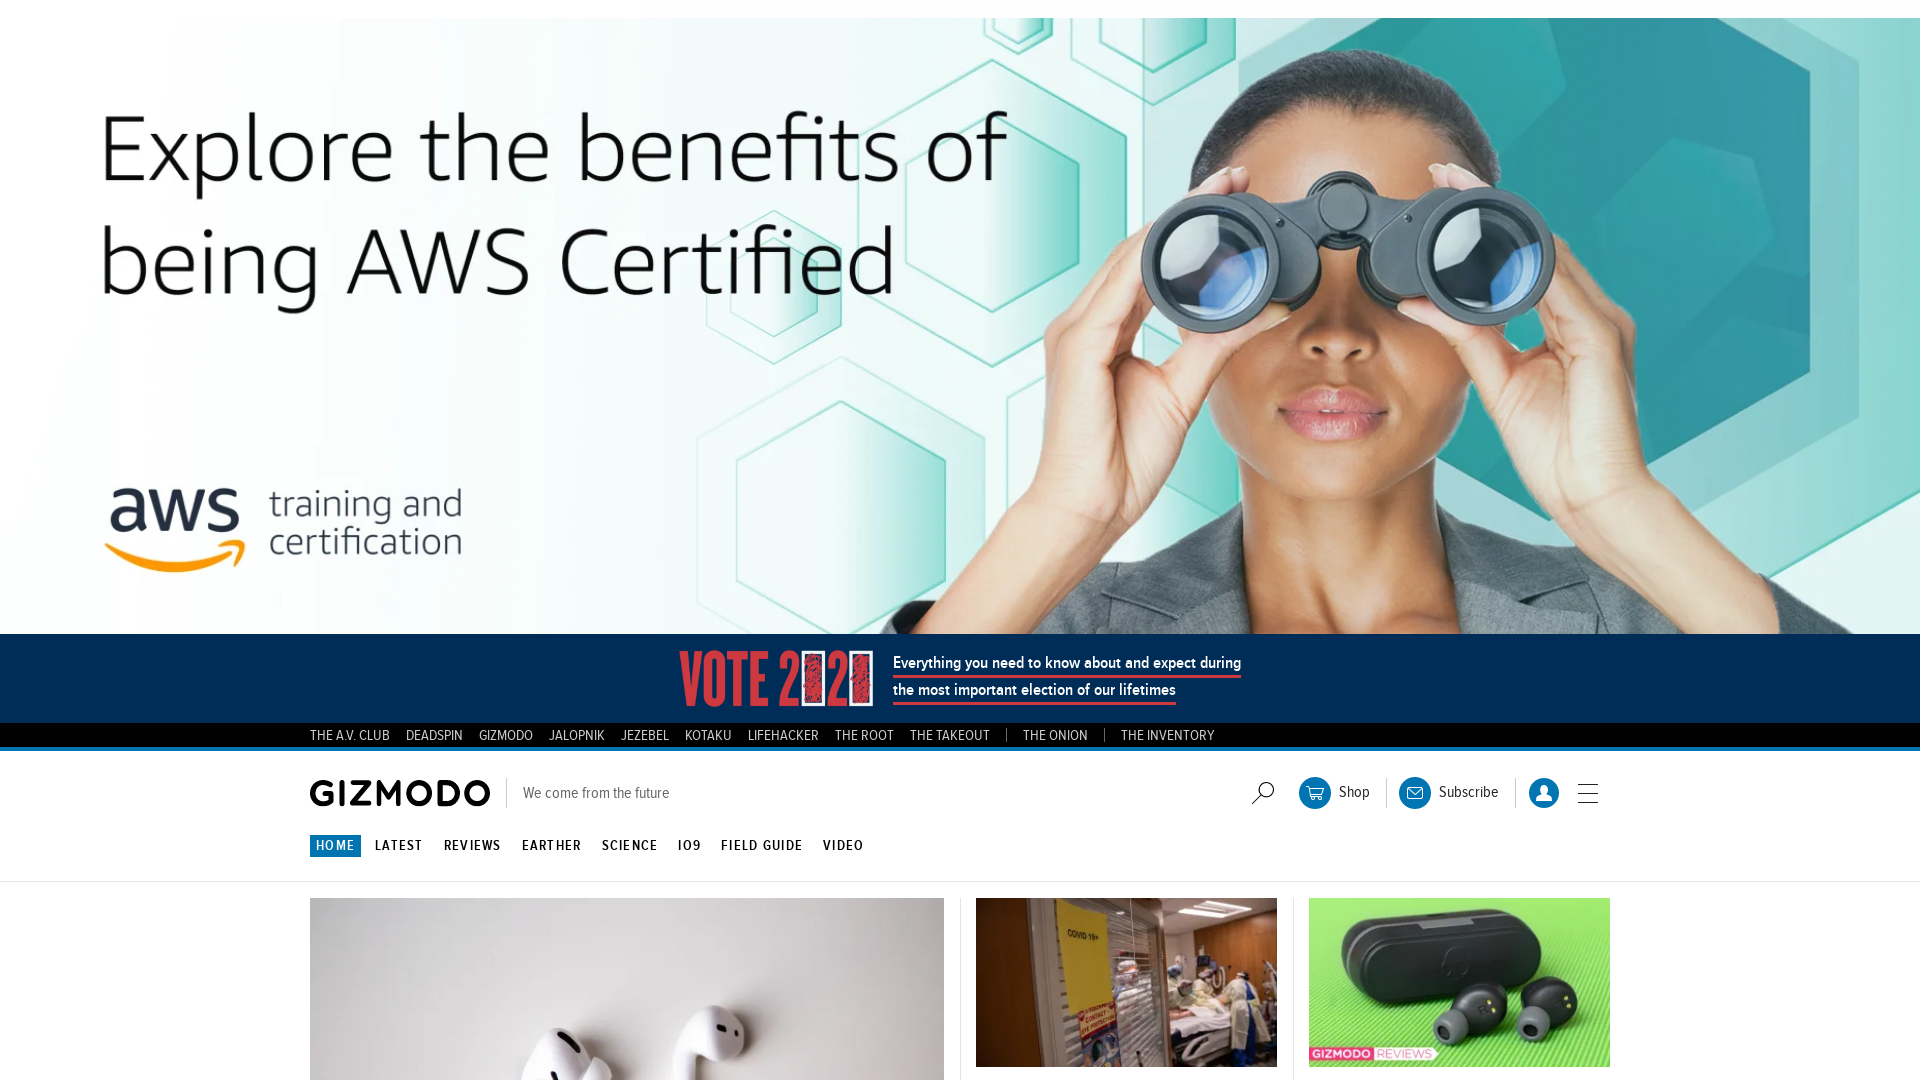 Explore the benefits of
being AWS Certified
aws training and
certification
VOTE 2020
Everything you need to know about and expect during
the most important election of our lifetimes
THE A.V. CLUB DEADSPIN GIZMODO JALOPNIK JEZEBEL KOTAKU LIFEHACKER THE ROOT THE TAKEOUT THE ONION THE INVENTORY
GIZMODO We come from the future Shop Subscribe
HOME LATEST REVIEWS EARTHER SCIENCE IO9 FIELD GUIDE VIDEO
COVID 19+
GIZMODO REVIEWS